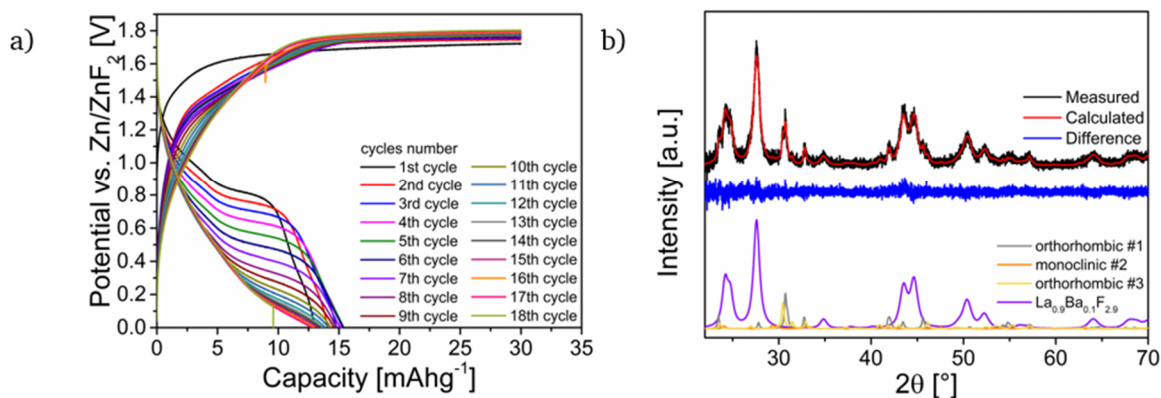 a)
Potential vs. Zn/ZnF2 [V]
1.8
1.6
1.4
1.2
1.0
0.8
0.6
0.4
0.2
0.0
cycles number
1st cycle
2nd cycle
3rd cycle
4th cycle
5th cycle
6th cycle
7th cycle
8th cycle
9th cycle
10th cycle
11th cycle
12th cycle
13th cycle
14th cycle
15th cycle
16th cycle
17th cycle
18th cycle
0 5 10 15 20 25 30 35
Capacity [mAhg⁻¹]
b)
Intensity [a.u.]
Measured
Calculated
Difference
orthorhombic #1
monoclinic #2
orthorhombic #3
La₀.₉Ba₀.₁F₂.₉
30 40 50 60 70
2θ [°]